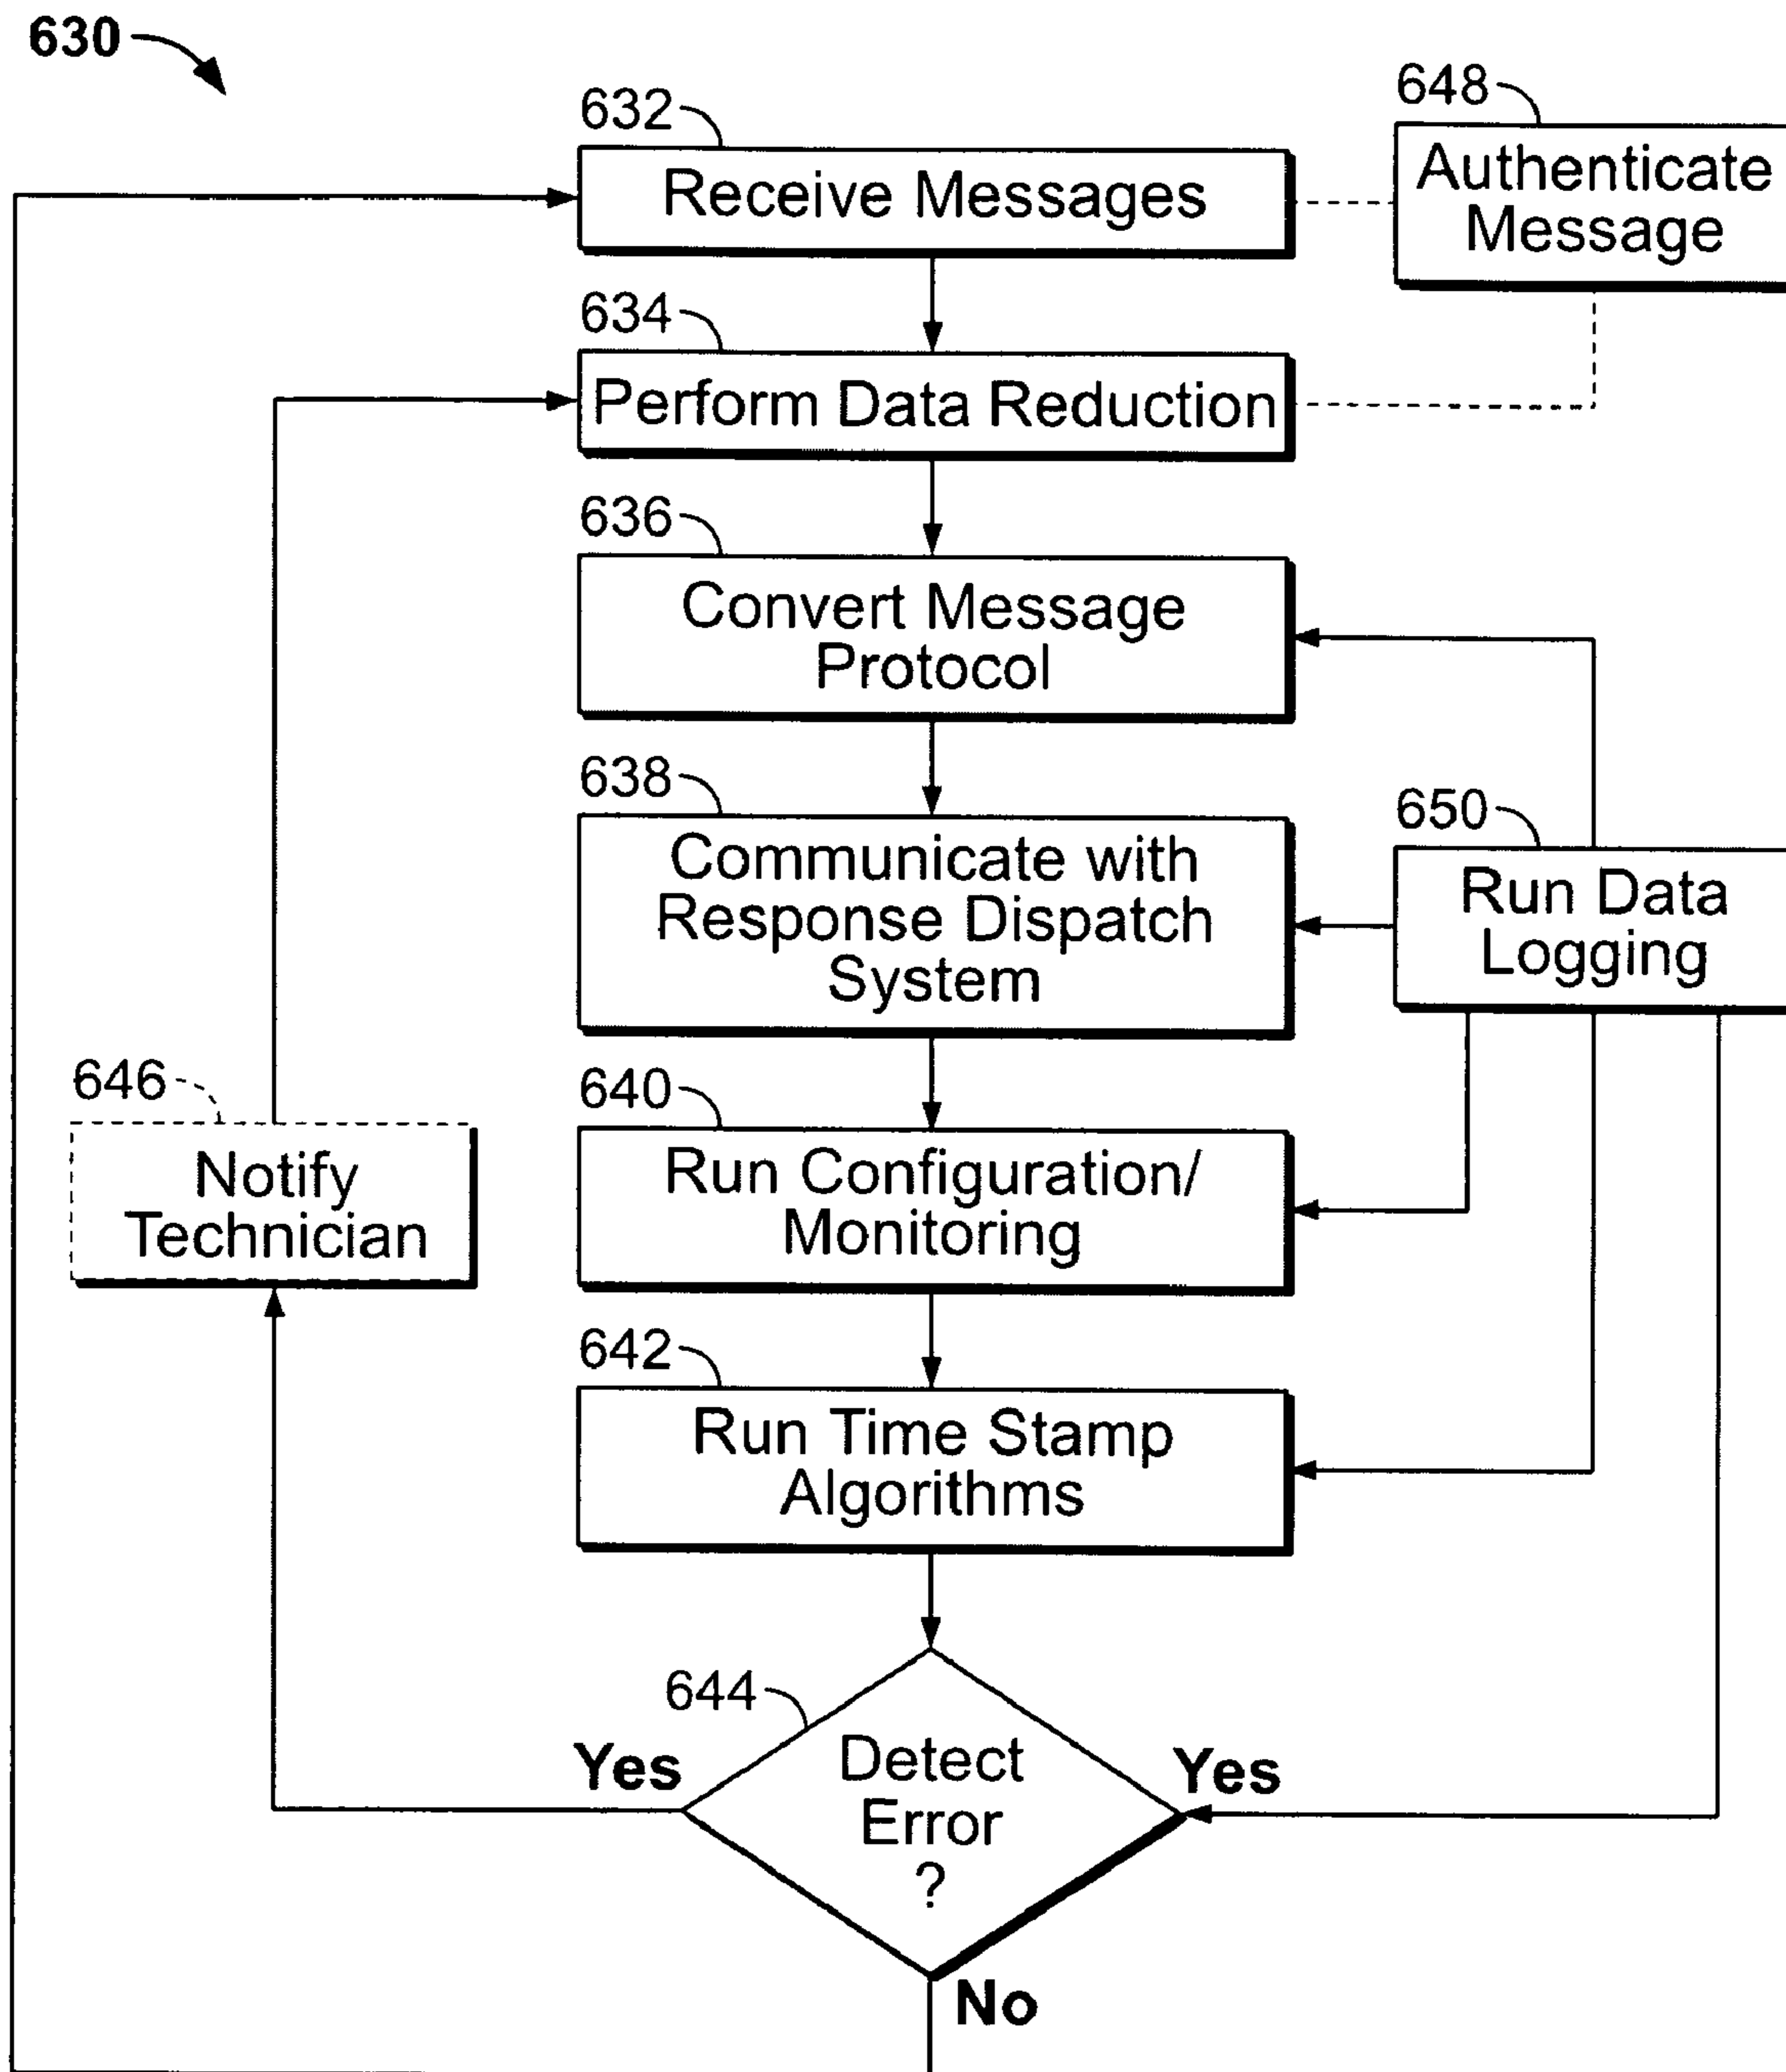 630
632
Receive Messages
648
Authenticate
Message
634
Perform Data Reduction
636
Convert Message
Protocol
638
Communicate with
Response Dispatch
System
650
Run Data
Logging
646
Notify
Technician
640
Run Configuration/
Monitoring
642
Run Time Stamp
Algorithms
644
Detect
Error
?
Yes
Yes
No